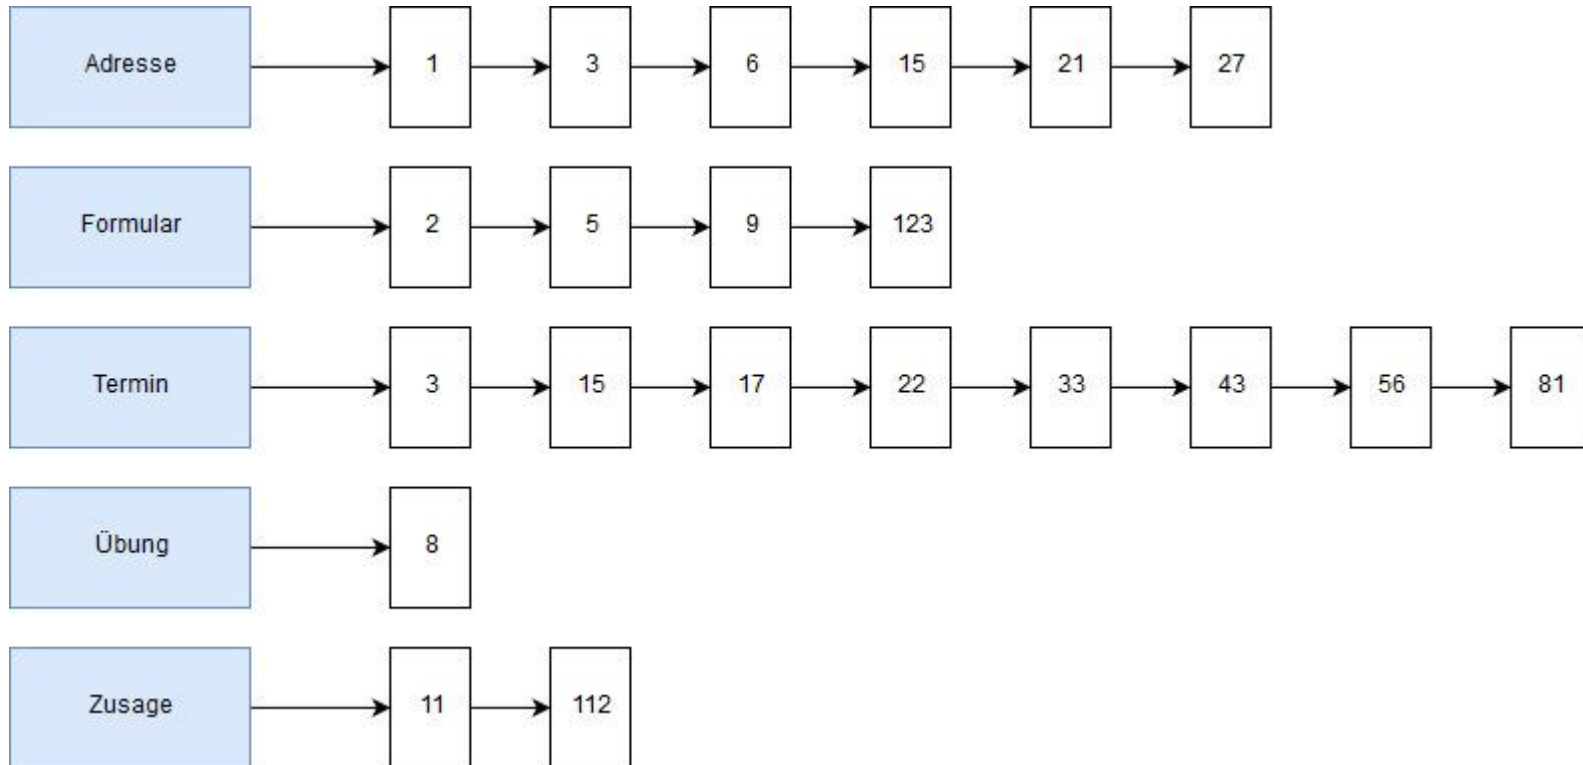 Adresse 1 3 6 15 21 27
Formular 2 5 9 123
Termin 3 15 17 22 33 43 56 81
Übung 8
Zusage 11 112